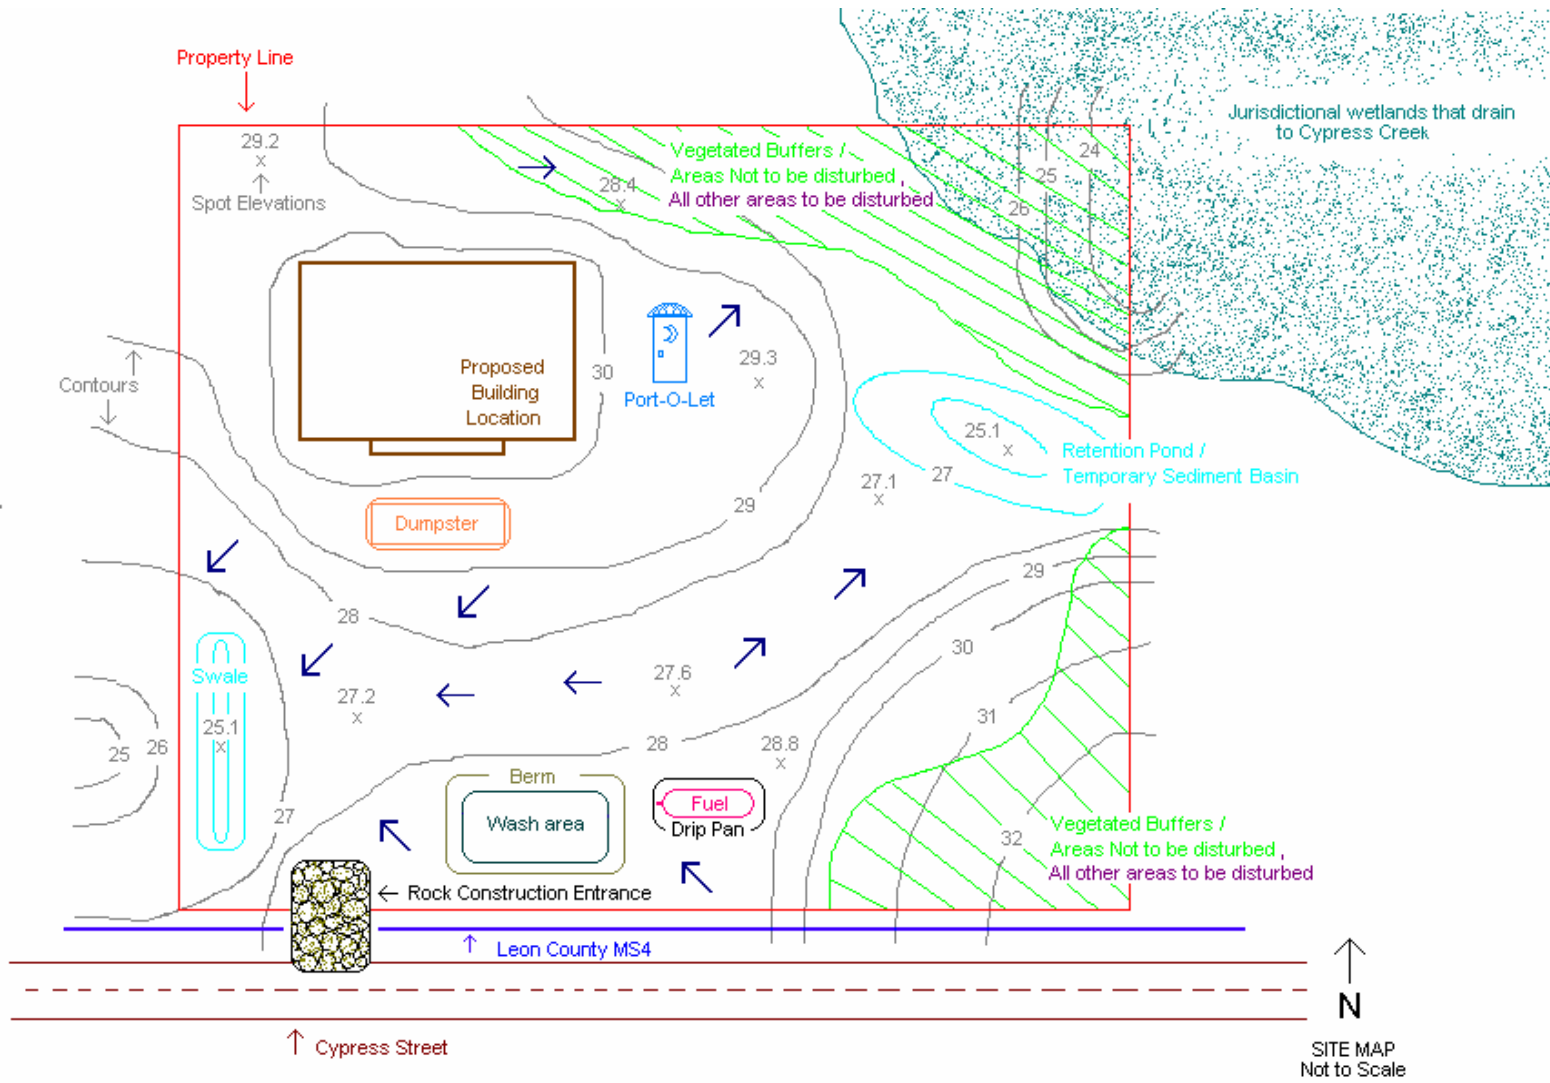 Property Line
Jurisdictional wetlands that drain
to Cypress Creek
29.2
Spot Elevations
Vegetated Buffers /
Areas Not to be disturbed ,
All other areas to be disturbed
28.4
24
25
26
Contours
Proposed
Building
Location
30
Port-O-Let
29.3
25.1
27
27.1
Retention Pond /
Temporary Sediment Basin
29
Dumpster
28
29
30
31
32
Swale
25.1
25
26
27
27.2
27.6
28
28.8
Berm
Wash area
Fuel
Drip Pan
Vegetated Buffers /
Areas Not to be disturbed ,
All other areas to be disturbed
Rock Construction Entrance
Leon County MS4
Cypress Street
N
SITE MAP
Not to Scale